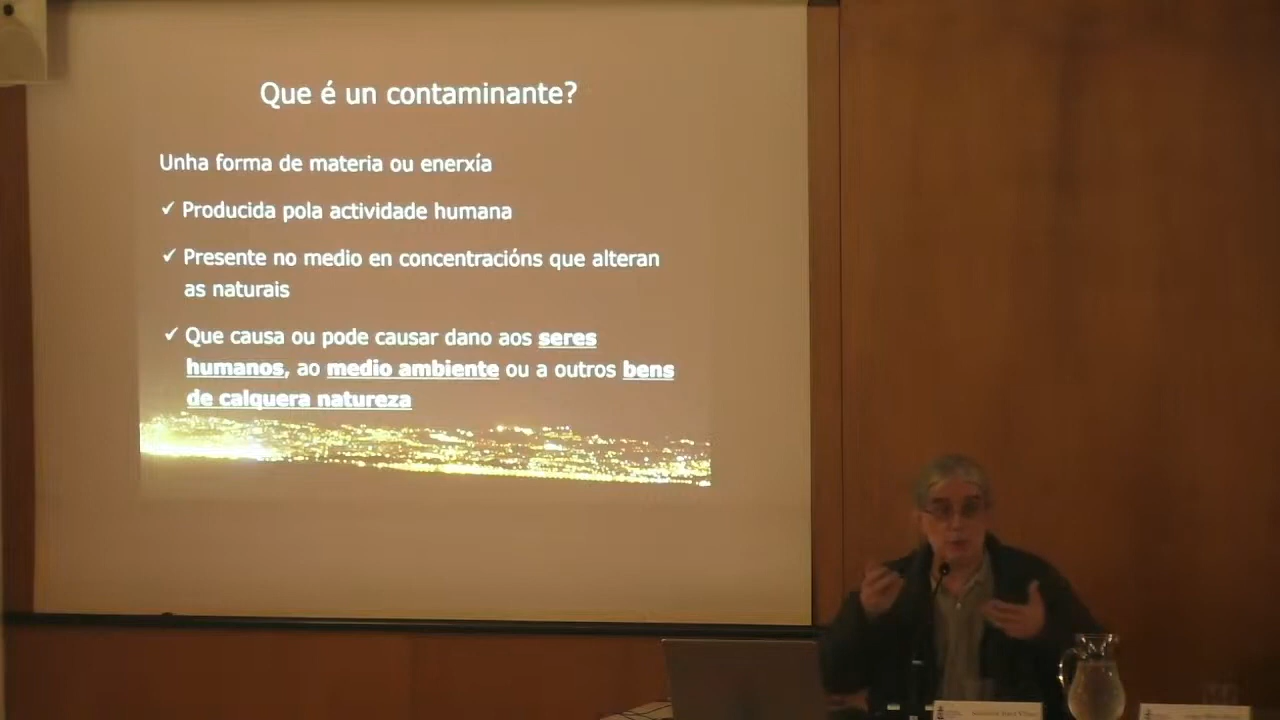 Que é un contaminante?
Unha forma de materia ou enerxía
✓ Producida pola actividade humana
✓ Presente no medio en concentracións que alteran
as naturais
✓ Que causa ou pode causar dano aos seres
humanos, ao medio ambiente ou a outros bens
de calquera natureza